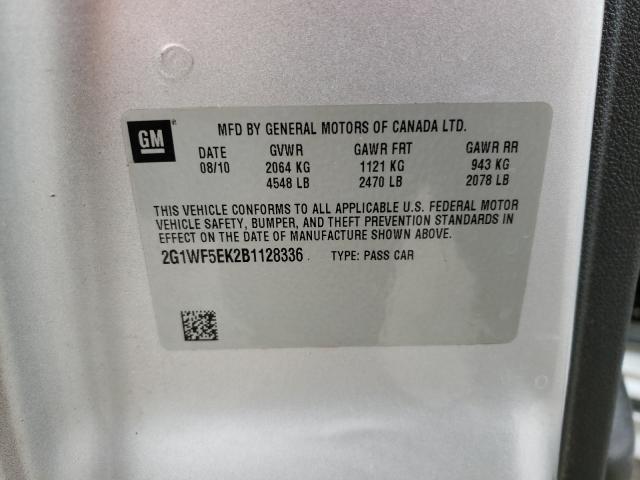 GM
MFD BY GENERAL MOTORS OF CANADA LTD.
DATE GVWR GAWR FRT GAWR RR
08/10 2064 KG 1121 KG 943 KG
4548 LB 2470 LB 2078 LB
THIS VEHICLE CONFORMS TO ALL APPLICABLE U.S. FEDERAL MOTOR
VEHICLE SAFETY, BUMPER, AND THEFT PREVENTION STANDARDS IN
EFFECT ON THE DATE OF MANUFACTURE SHOWN ABOVE.
2G1WF5EK2B1128336 TYPE: PASS CAR